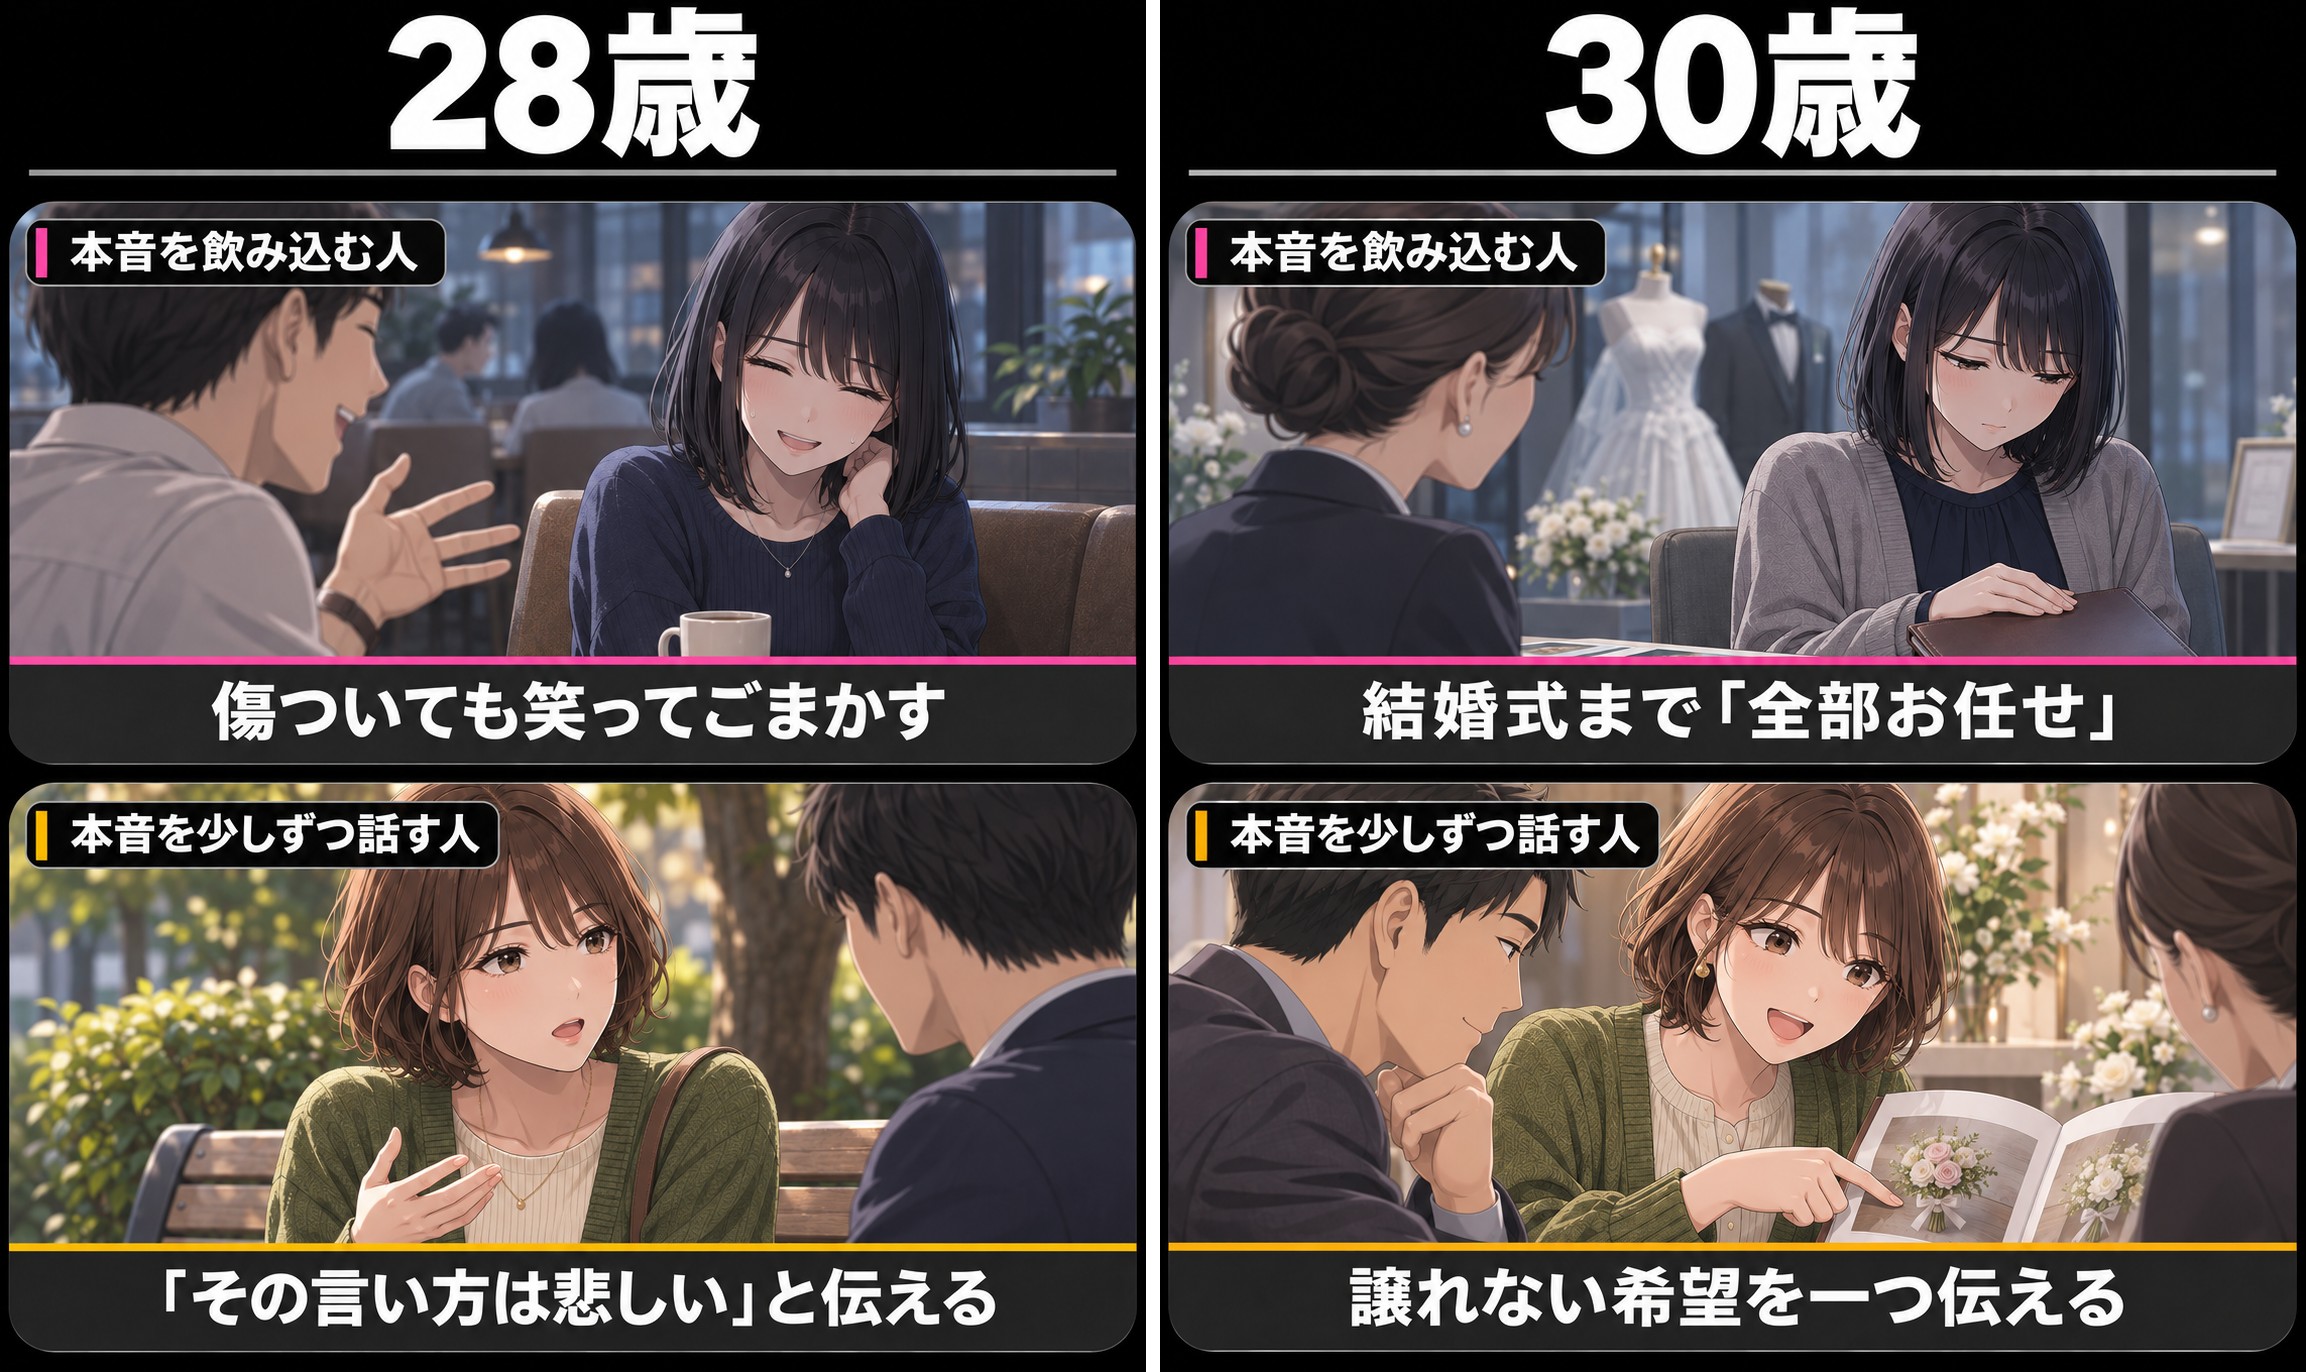 28歳
本音を飲み込む人
傷ついても笑ってごまかす
本音を少しずつ話す人
「その言い方は悲しい」と伝える
30歳
本音を飲み込む人
結婚式まで「全部お任せ」
本音を少しずつ話す人
譲れない希望を一つ伝える